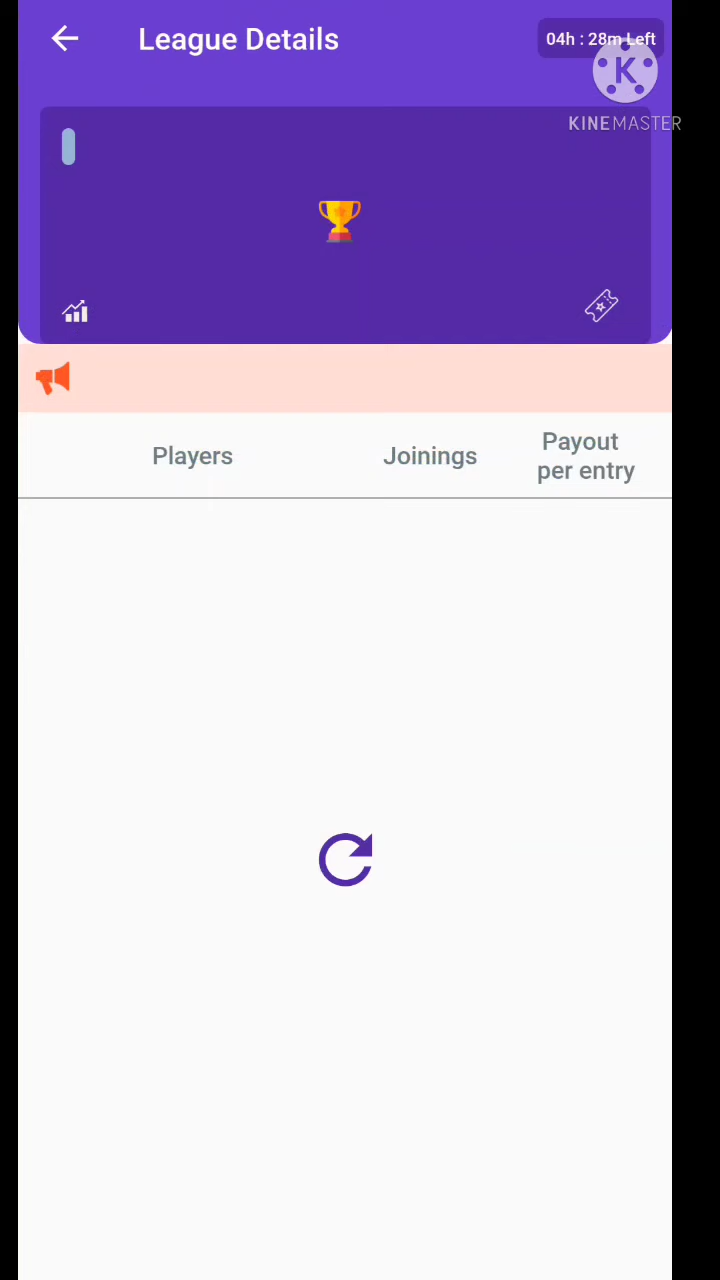 League Details
04h : 28m Left
K
KINEMASTER
Players
Joinings
Payout
per entry